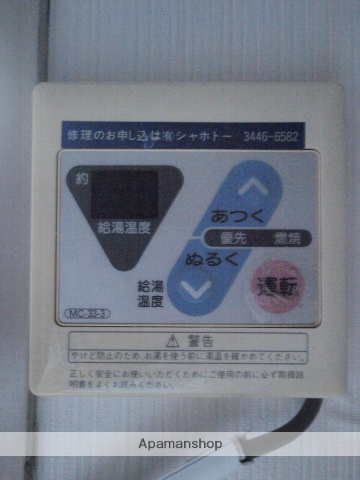 修理のお申し込は㈲シャホトー 3446-6582
約
給湯温度
あつく
優先 燃焼
ぬるく
給湯
温度
運転
MC-33-3
⚠ 警告
やけど防止のため、お湯を使う前に湯温を確かめてください。
正しく安全にお使いいただくためにご使用の前に必ず取扱説
明書をよくお読みください。
Apamanshop